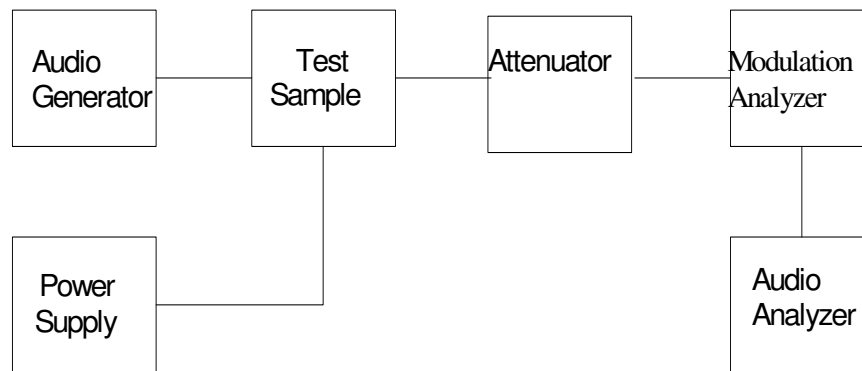 Audio
Generator
Test
Sample
Attenuator
Modulation
Analyzer
Power
Supply
Audio
Analyzer